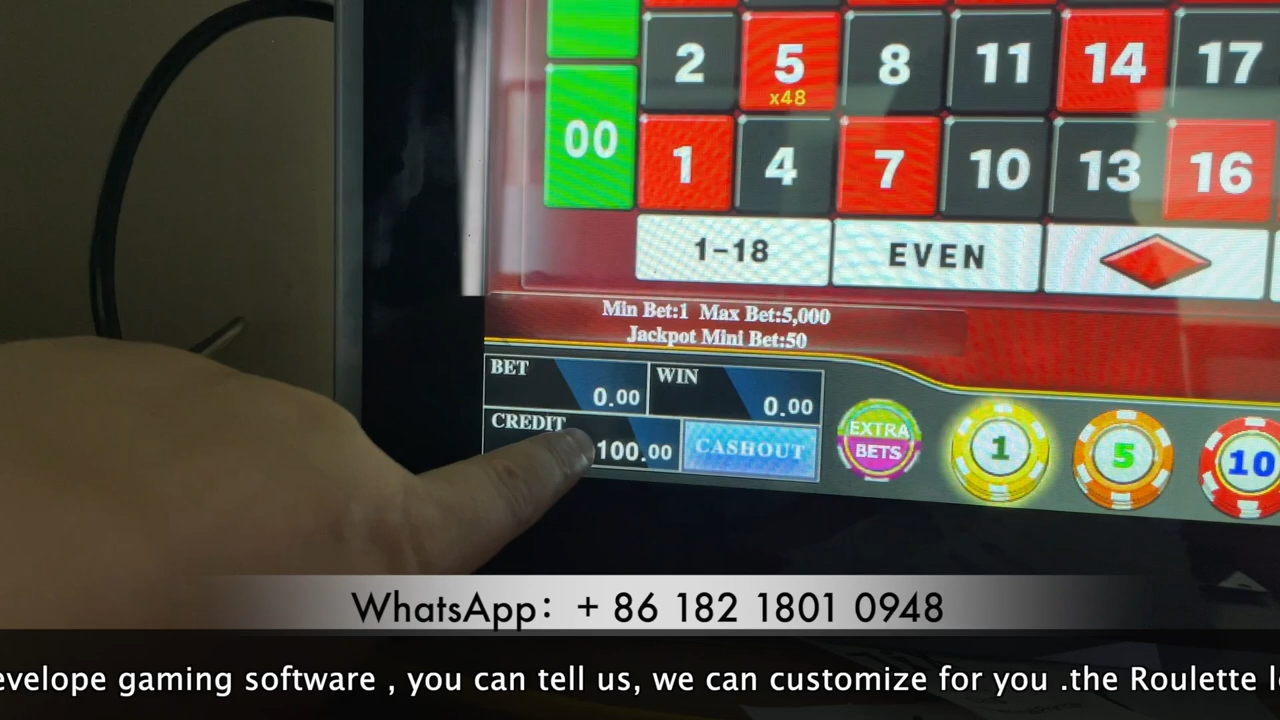 2 5 8 11 14 17
x48
00 1 4 7 10 13 16
1-18 EVEN
Min Bet:1 Max Bet:5,000
Jackpot Mini Bet:50
BET 0.00 WIN 0.00
CREDIT 100.00 CASHOUT
EXTRA BETS 1 5 10
WhatsApp: +86 182 1801 0948
evelope gaming software , you can tell us, we can customize for you .the Roulette l